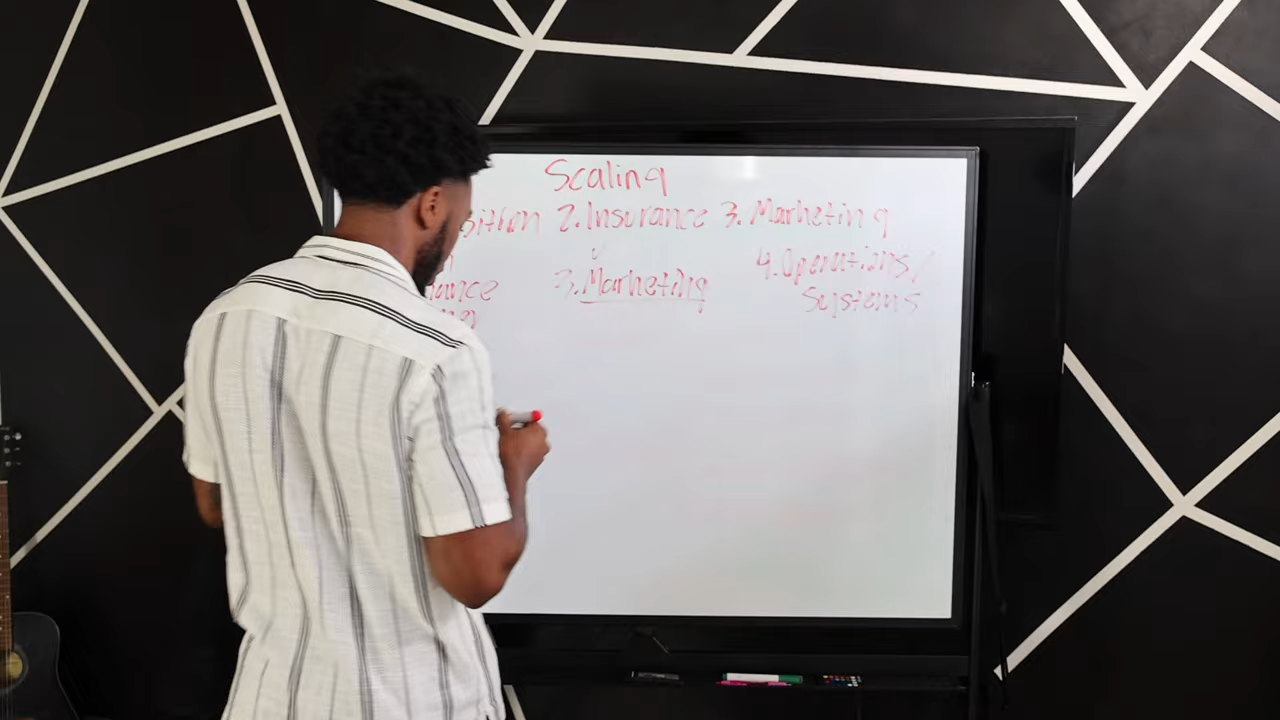 Scaling
2. Insurance 3. Marketing
3. Marketing
4. Operations/
Systems